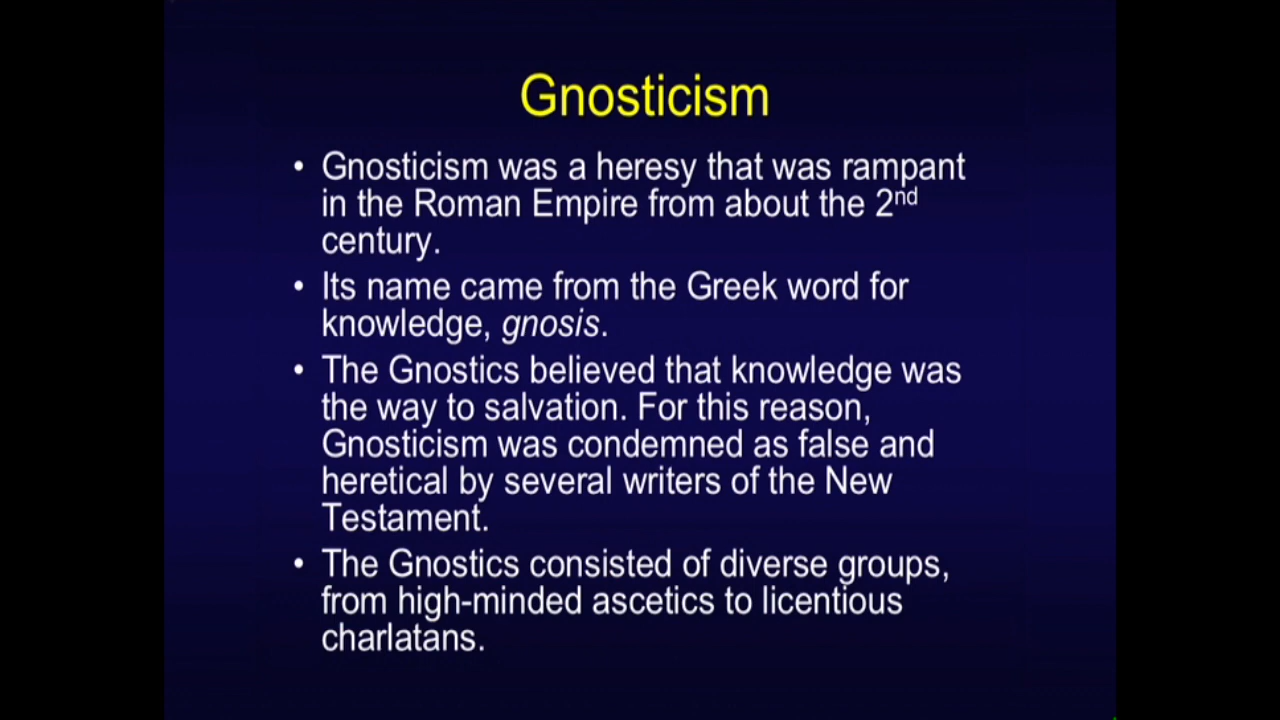 Gnosticism
• Gnosticism was a heresy that was rampant
in the Roman Empire from about the 2nd
century.
• Its name came from the Greek word for
knowledge, gnosis.
• The Gnostics believed that knowledge was
the way to salvation. For this reason,
Gnosticism was condemned as false and
heretical by several writers of the New
Testament.
• The Gnostics consisted of diverse groups,
from high-minded ascetics to licentious
charlatans.